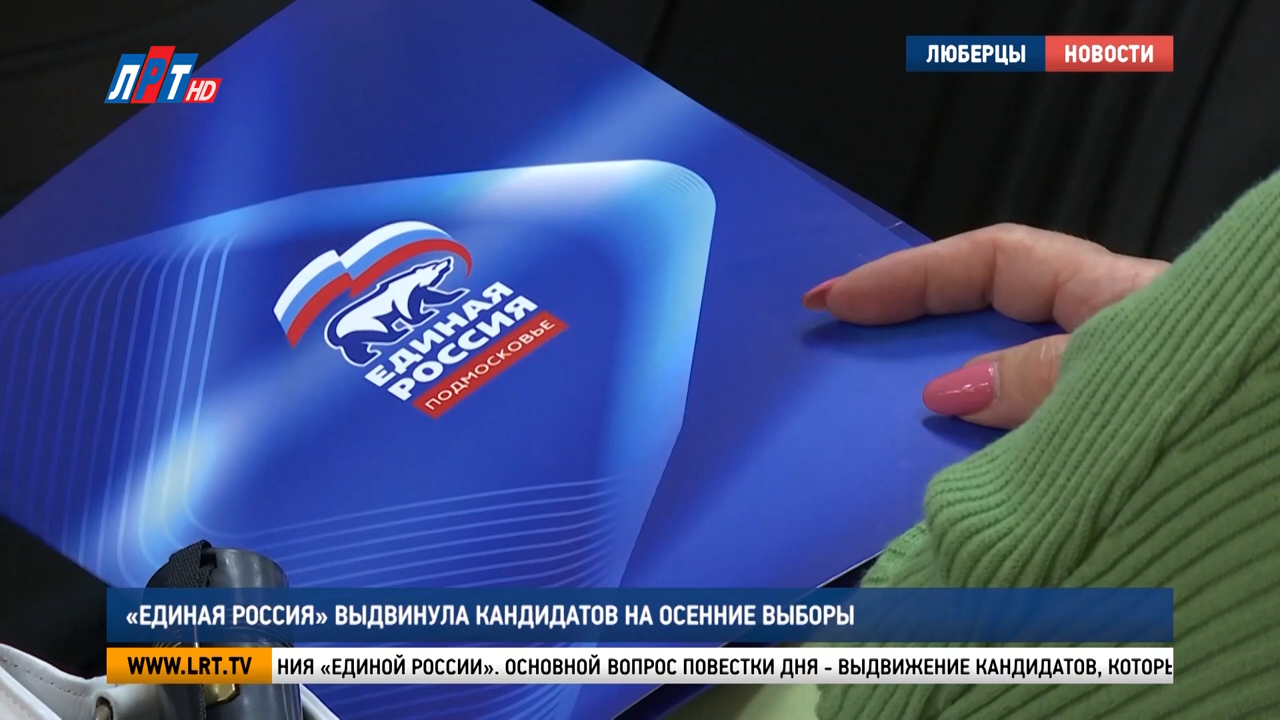 ЛРТ HD
ЛЮБЕРЦЫ НОВОСТИ
ЕДИНАЯ
РОССИЯ
ПОДМОСКОВЬЕ
«ЕДИНАЯ РОССИЯ» ВЫДВИНУЛА КАНДИДАТОВ НА ОСЕННИЕ ВЫБОРЫ
WWW.LRT.TV
НИЯ «ЕДИНОЙ РОССИИ». ОСНОВНОЙ ВОПРОС ПОВЕСТКИ ДНЯ - ВЫДВИЖЕНИЕ КАНДИДАТОВ, КОТОРЬ